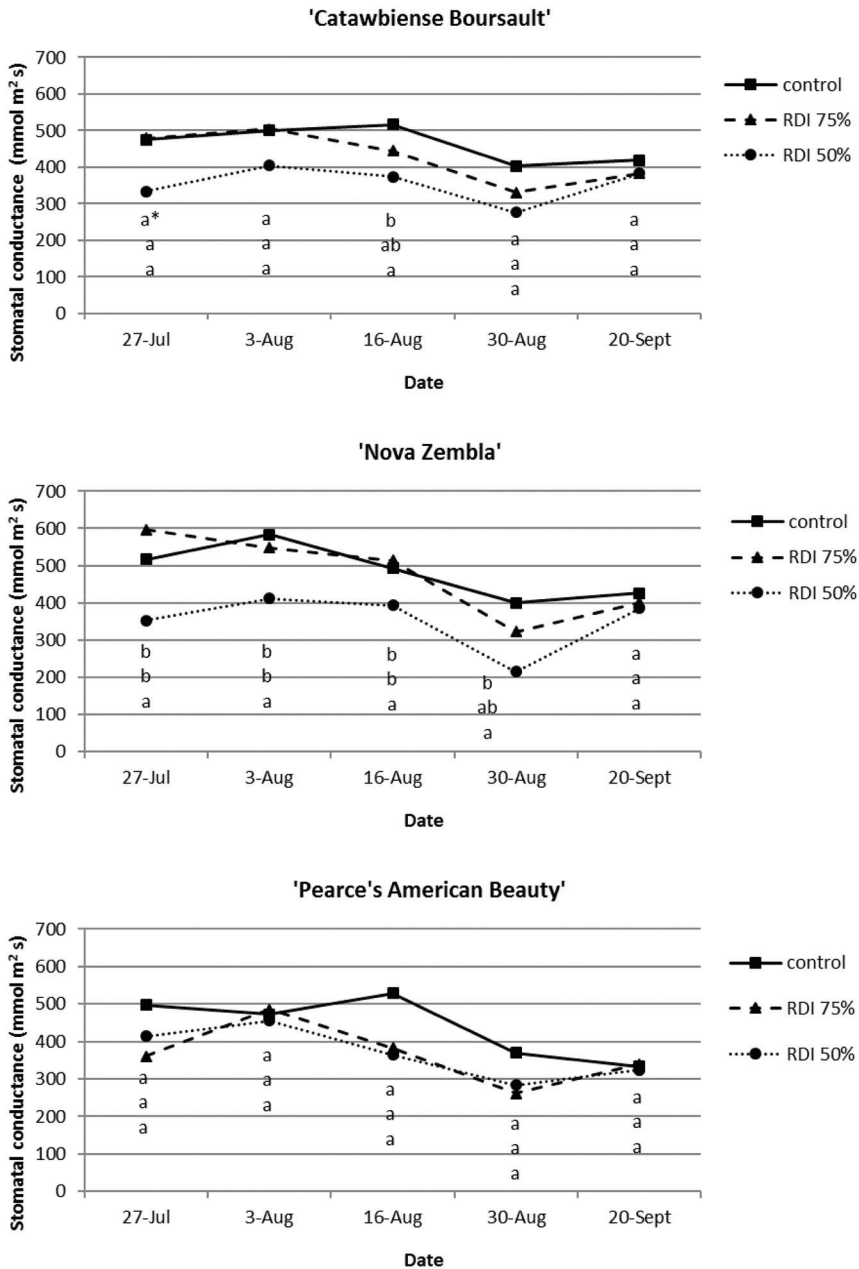 'Catawbiense Boursault'
Stomatal conductance (mmol m² s)
700
600
500
400
300
200
100
0
a* a b a a
a a ab a a
a a a a a
27-Jul 3-Aug 16-Aug 30-Aug 20-Sept
Date
control
RDI 75%
RDI 50%
'Nova Zembla'
Stomatal conductance (mmol m² s)
700
600
500
400
300
200
100
0
b b b b a
b b b ab a
a a a a a
27-Jul 3-Aug 16-Aug 30-Aug 20-Sept
Date
control
RDI 75%
RDI 50%
'Pearce's American Beauty'
Stomatal conductance (mmol m² s)
700
600
500
400
300
200
100
0
a a a a a
a a a a a
a a a a a
27-Jul 3-Aug 16-Aug 30-Aug 20-Sept
Date
control
RDI 75%
RDI 50%